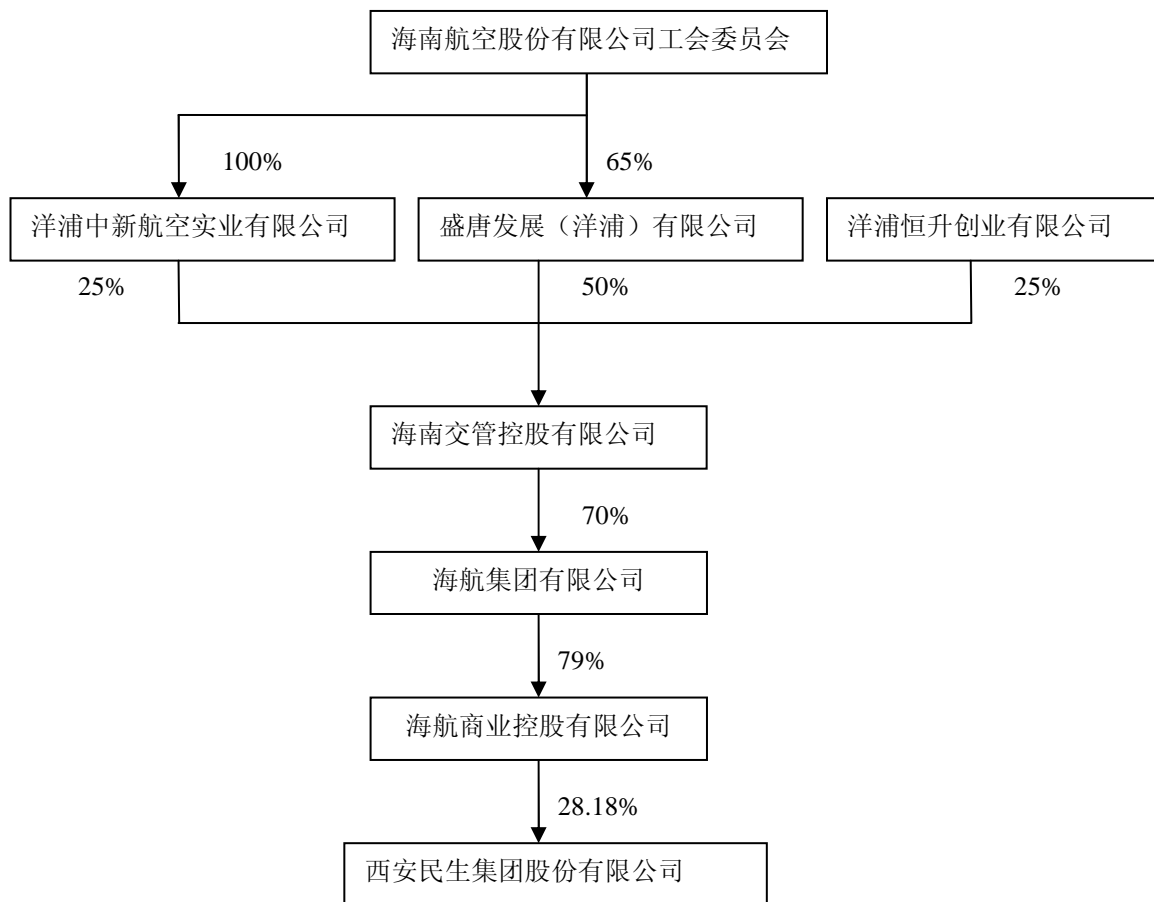 海南航空股份有限公司工会委员会
100%
65%
洋浦中新航空实业有限公司
盛唐发展（洋浦）有限公司
洋浦恒升创业有限公司
25%
50%
25%
海南交管控股有限公司
70%
海航集团有限公司
79%
海航商业控股有限公司
28.18%
西安民生集团股份有限公司